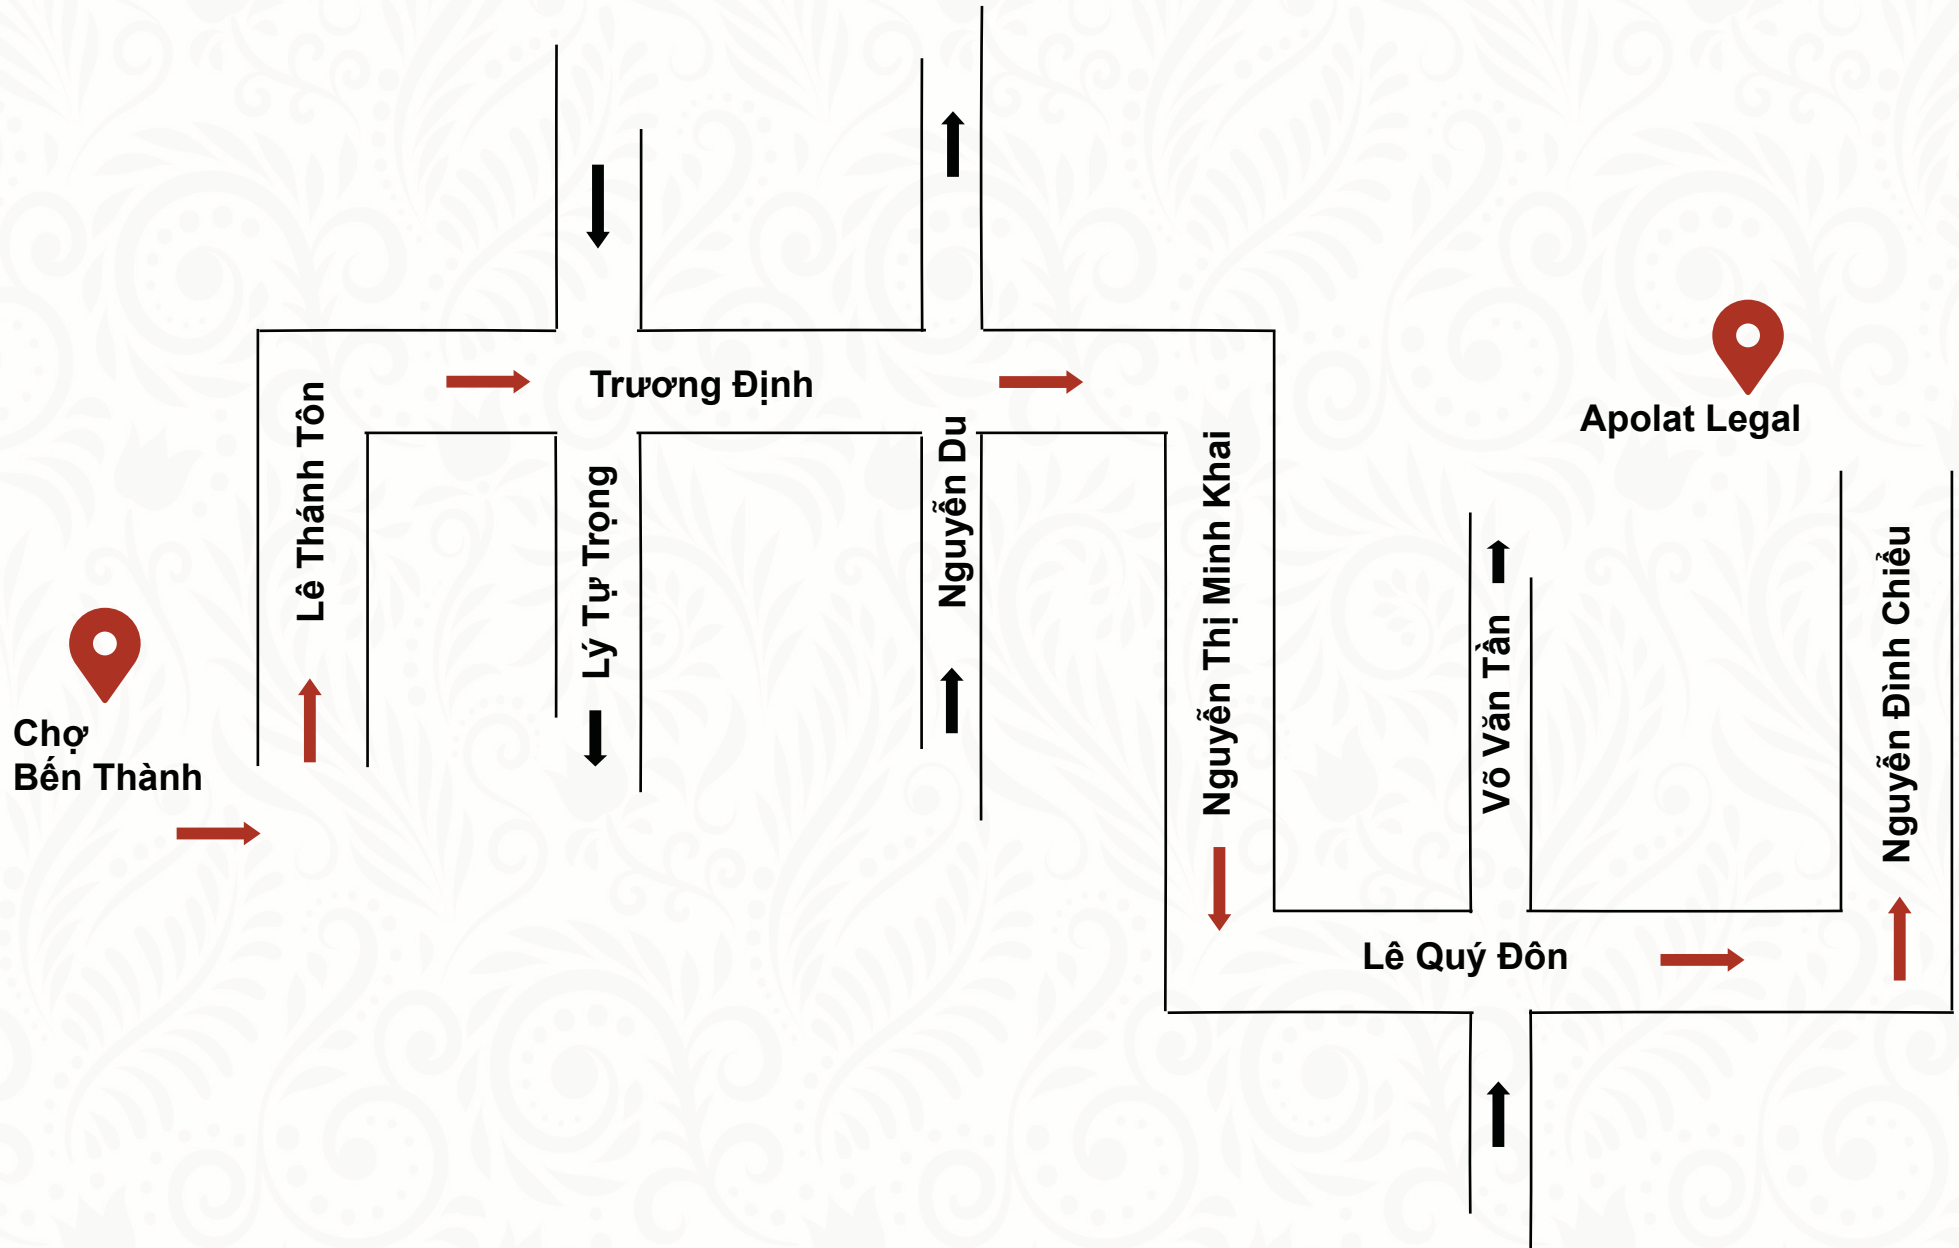 Chợ
Bến Thành
Lê Thánh Tôn
Trương Định
Lý Tự Trọng
Nguyễn Du
Nguyễn Thị Minh Khai
Lê Quý Đôn
Võ Văn Tần
Nguyễn Đình Chiểu
Apolat Legal